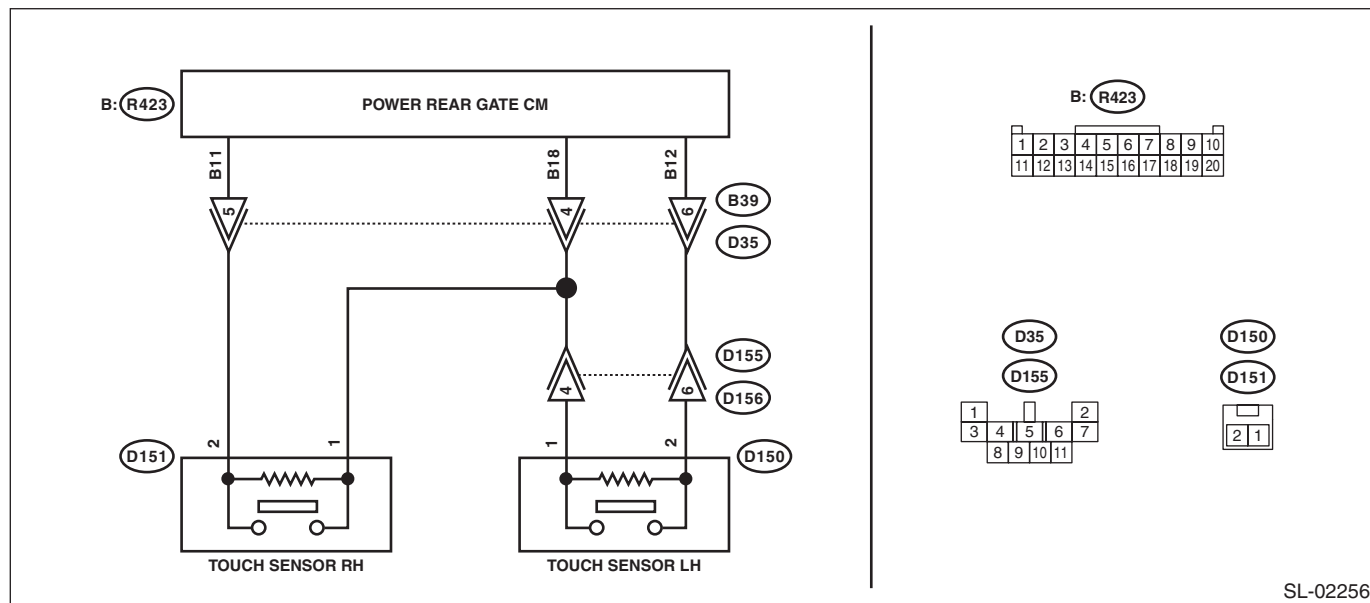 B: R423
POWER REAR GATE CM
B11
B18
B12
5
4
6
B39
D35
4
6
D155
D156
2
1
1
2
D151
D150
TOUCH SENSOR RH
TOUCH SENSOR LH
B: R423
1 2 3 4 5 6 7 8 9 10
11 12 13 14 15 16 17 18 19 20
D35
D155
1 2
3 4 5 6 7
8 9 10 11
D150
D151
2 1
SL-02256